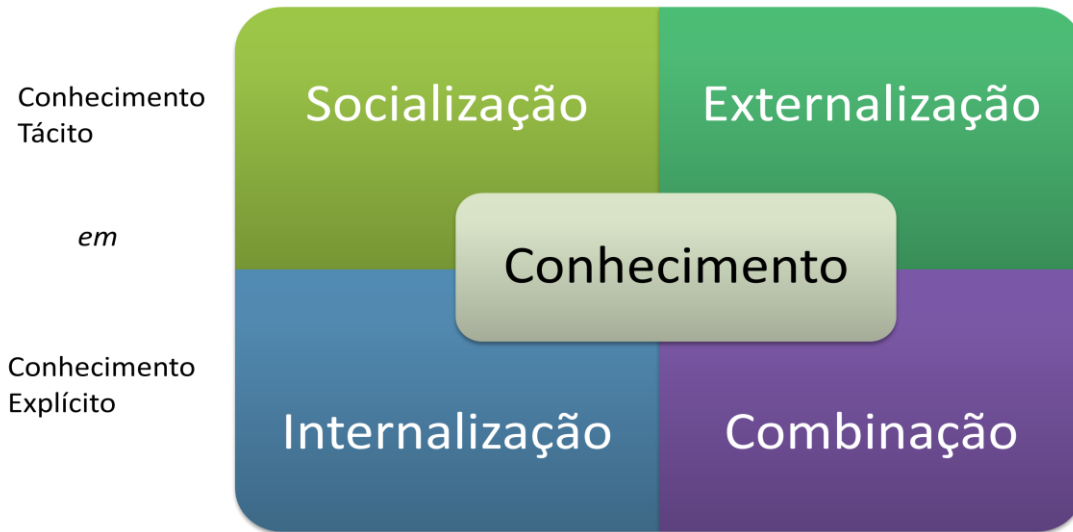 Conhecimento
Tácito
Socialização
Externalização
em
Conhecimento
Conhecimento
Explícito
Internalização
Combinação